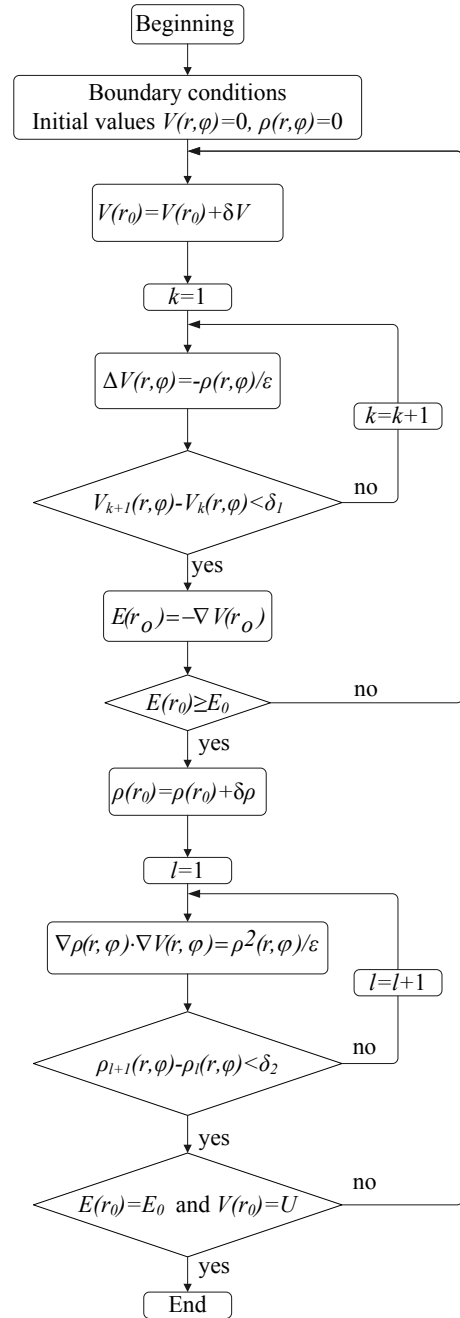 Beginning
Boundary conditions
Initial values V(r,φ)=0, ρ(r,φ)=0
V(r₀)=V(r₀)+δV
k=1
ΔV(r,φ)=-ρ(r,φ)/ε
k=k+1
Vₖ₊₁(r,φ)-Vₖ(r,φ)<δ₁
no
yes
E(rₒ)=−∇V(rₒ)
E(r₀)≥E₀
no
yes
ρ(r₀)=ρ(r₀)+δρ
l=1
∇ρ(r,φ)·∇V(r,φ)=ρ²(r,φ)/ε
l=l+1
ρₗ₊₁(r,φ)-ρₗ(r,φ)<δ₂
no
yes
E(r₀)=E₀ and V(r₀)=U
no
yes
End